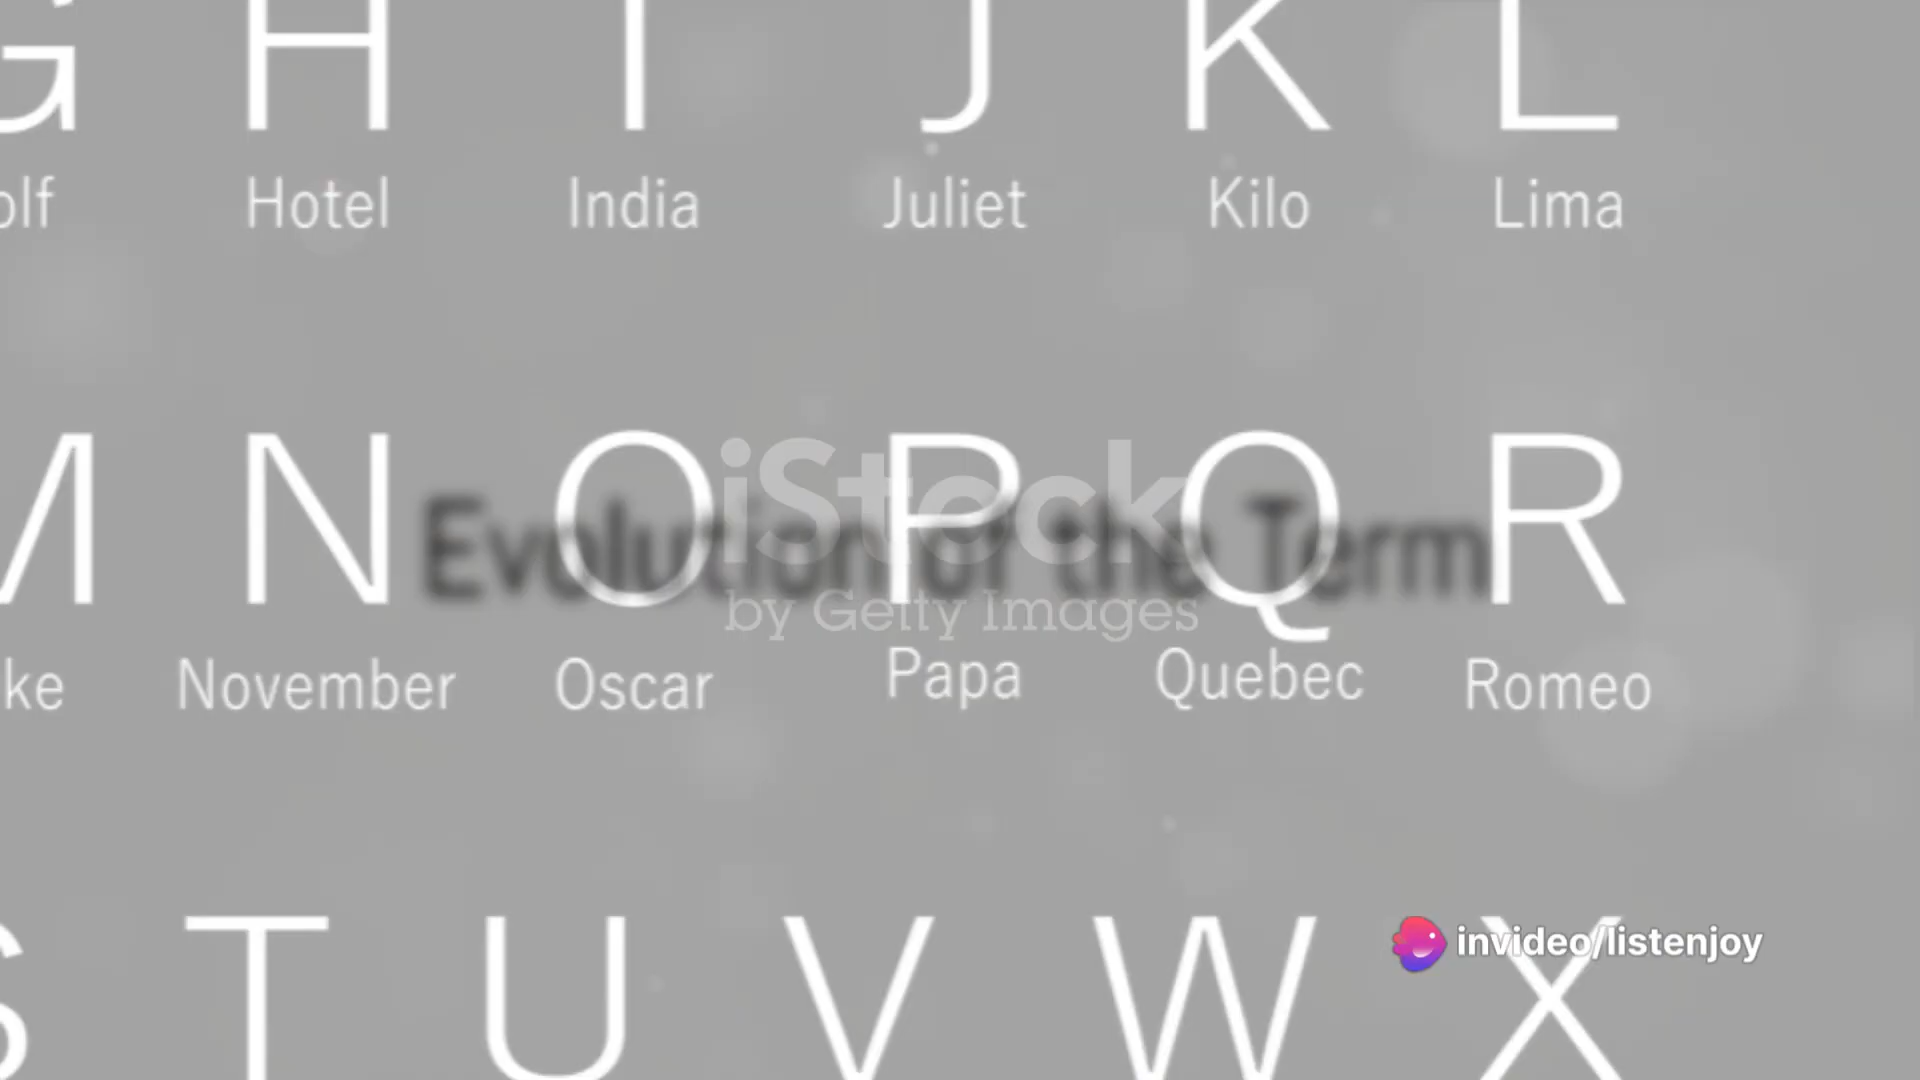 G H I J K L
olf Hotel India Juliet Kilo Lima
M N O P Q R
iStock
Evolution of the Term
by Getty Images
ke November Oscar Papa Quebec Romeo
S T U V W X
invideo/listenjoy